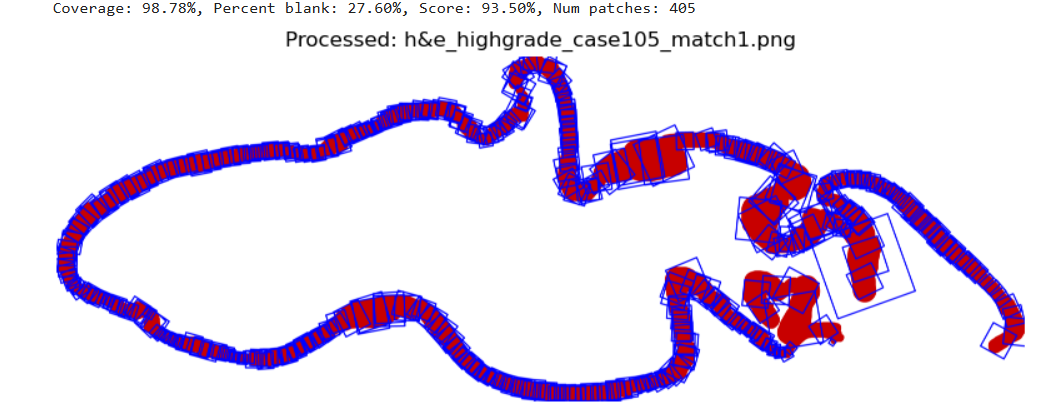 Coverage: 98.78%, Percent blank: 27.60%, Score: 93.50%, Num patches: 405
Processed: h&e_highgrade_case105_match1.png